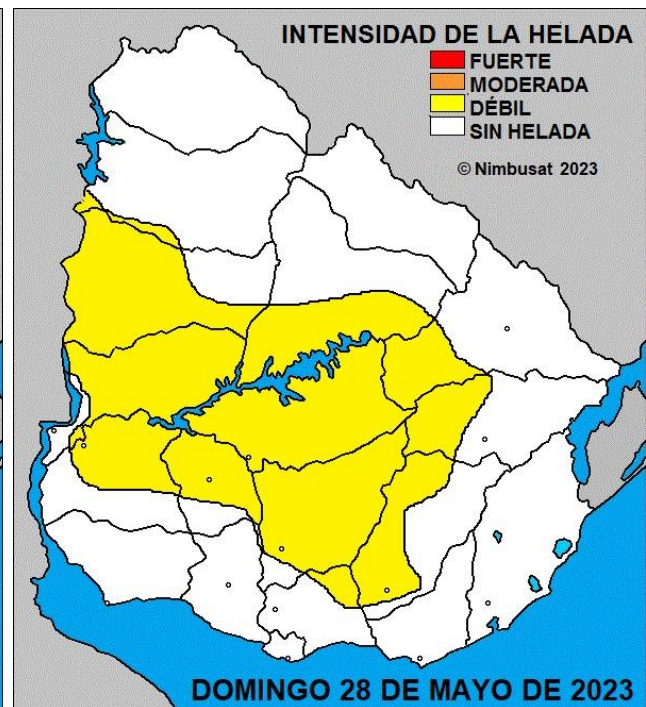 INTENSIDAD DE LA HELADA
FUERTE
MODERADA
DÉBIL
SIN HELADA
© Nimbusat 2023
DOMINGO 28 DE MAYO DE 2023